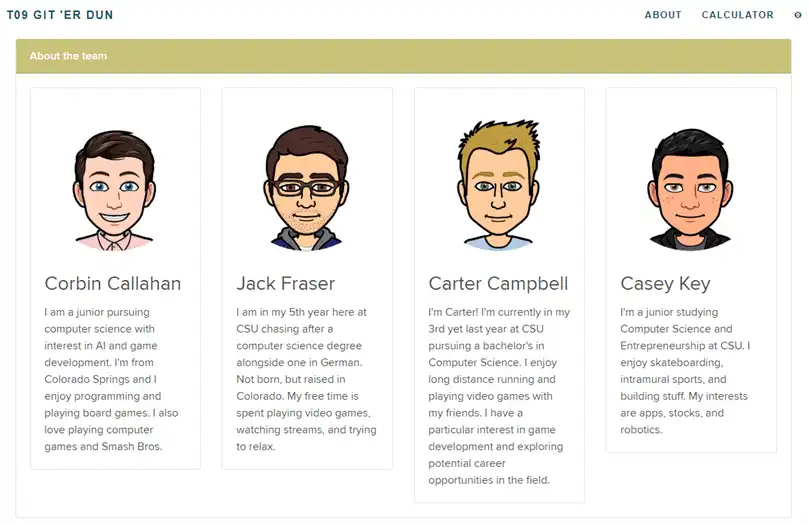 T09 GIT 'ER DUN
ABOUT CALCULATOR
About the team
Corbin Callahan
I am a junior pursuing
computer science with
interest in AI and game
development. I'm from
Colorado Springs and I
enjoy programming and
playing board games. I also
love playing computer
games and Smash Bros.
Jack Fraser
I am in my 5th year here at
CSU chasing after a
computer science degree
alongside one in German.
Not born, but raised in
Colorado. My free time is
spent playing video games,
watching streams, and trying
to relax.
Carter Campbell
I'm Carter! I'm currently in my
3rd yet last year at CSU
pursuing a bachelor's in
Computer Science. I enjoy
long distance running and
playing video games with
my friends. I have a
particular interest in game
development and exploring
potential career
opportunities in the field.
Casey Key
I'm a junior studying
Computer Science and
Entrepreneurship at CSU. I
enjoy skateboarding,
intramural sports, and
building stuff. My interests
are apps, stocks, and
robotics.